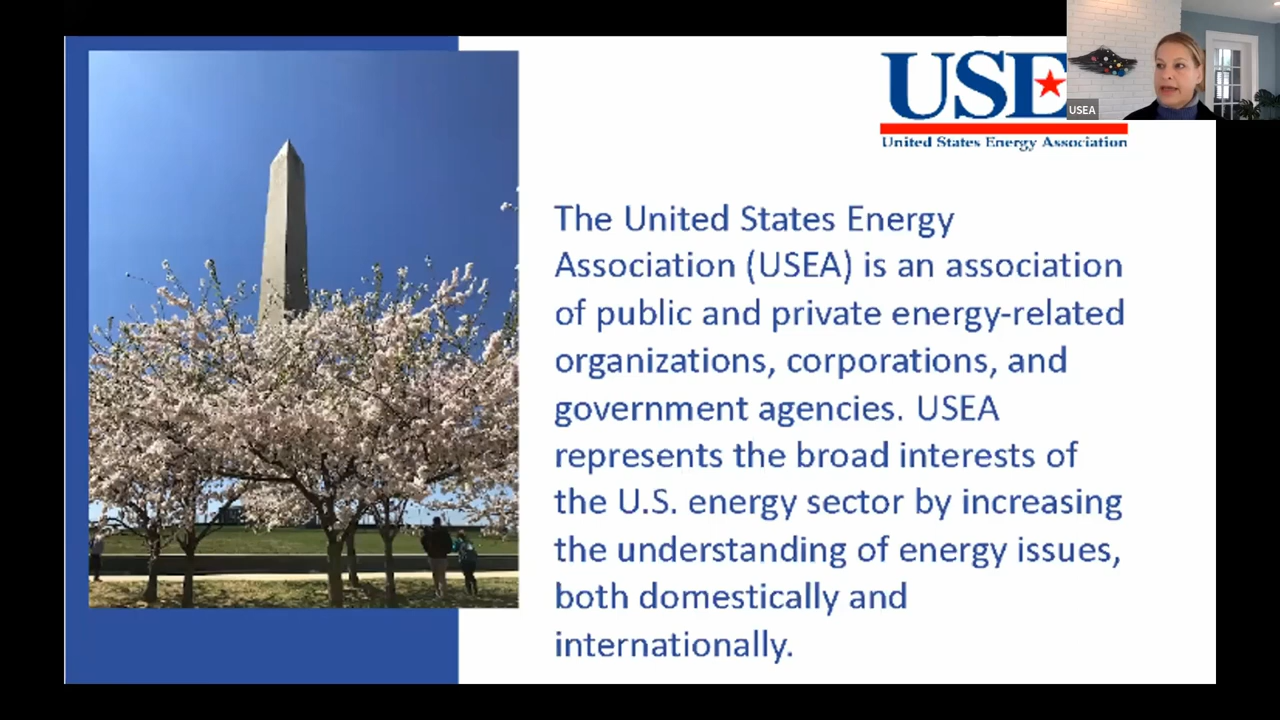 USE
USEA
United States Energy Association
The United States Energy
Association (USEA) is an association
of public and private energy-related
organizations, corporations, and
government agencies. USEA
represents the broad interests of
the U.S. energy sector by increasing
the understanding of energy issues,
both domestically and
internationally.